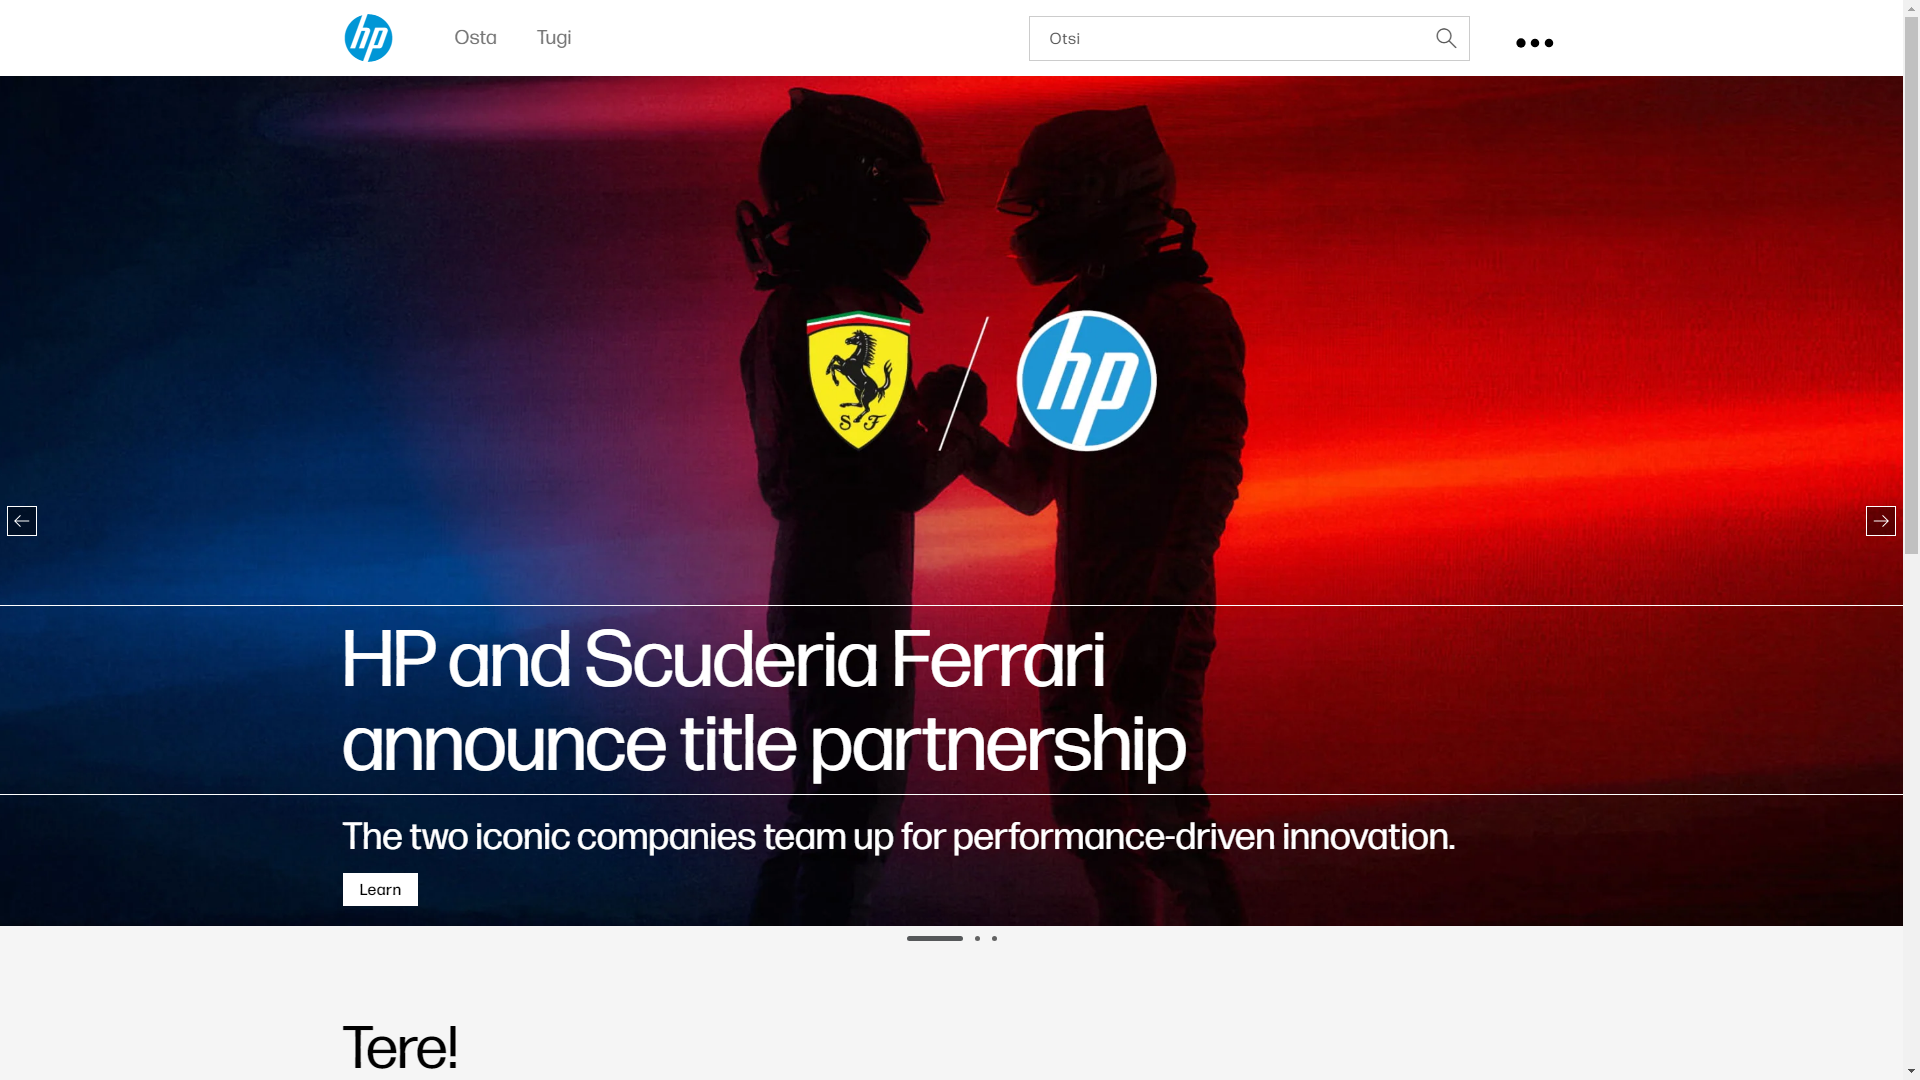 hp
Osta
Tugi
Otsi
S F
hp
HP and Scuderia Ferrari
announce title partnership
The two iconic companies team up for performance-driven innovation.
Learn
Tere!